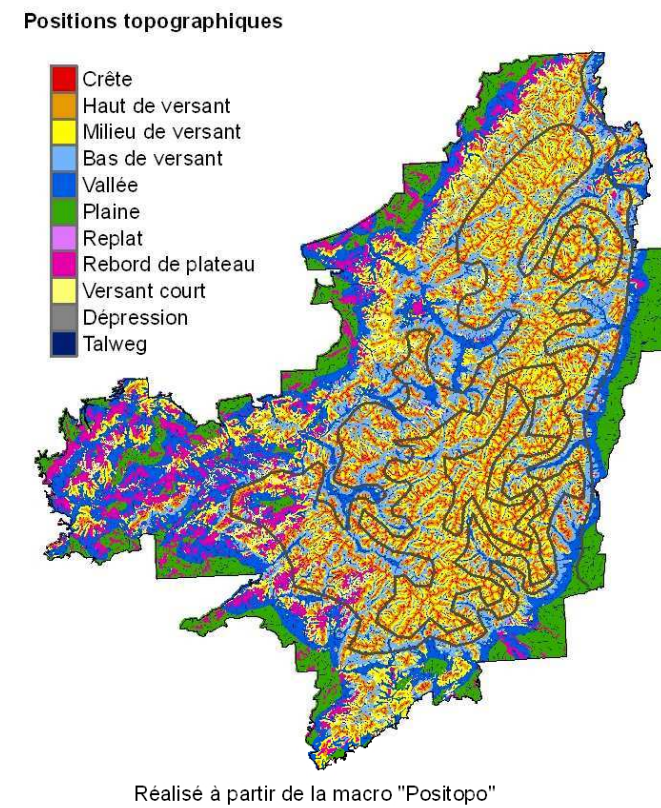 Positions topographiques
Crête
Haut de versant
Milieu de versant
Bas de versant
Vallée
Plaine
Replat
Rebord de plateau
Versant court
Dépression
Talweg
Réalisé à partir de la macro "Positopo"